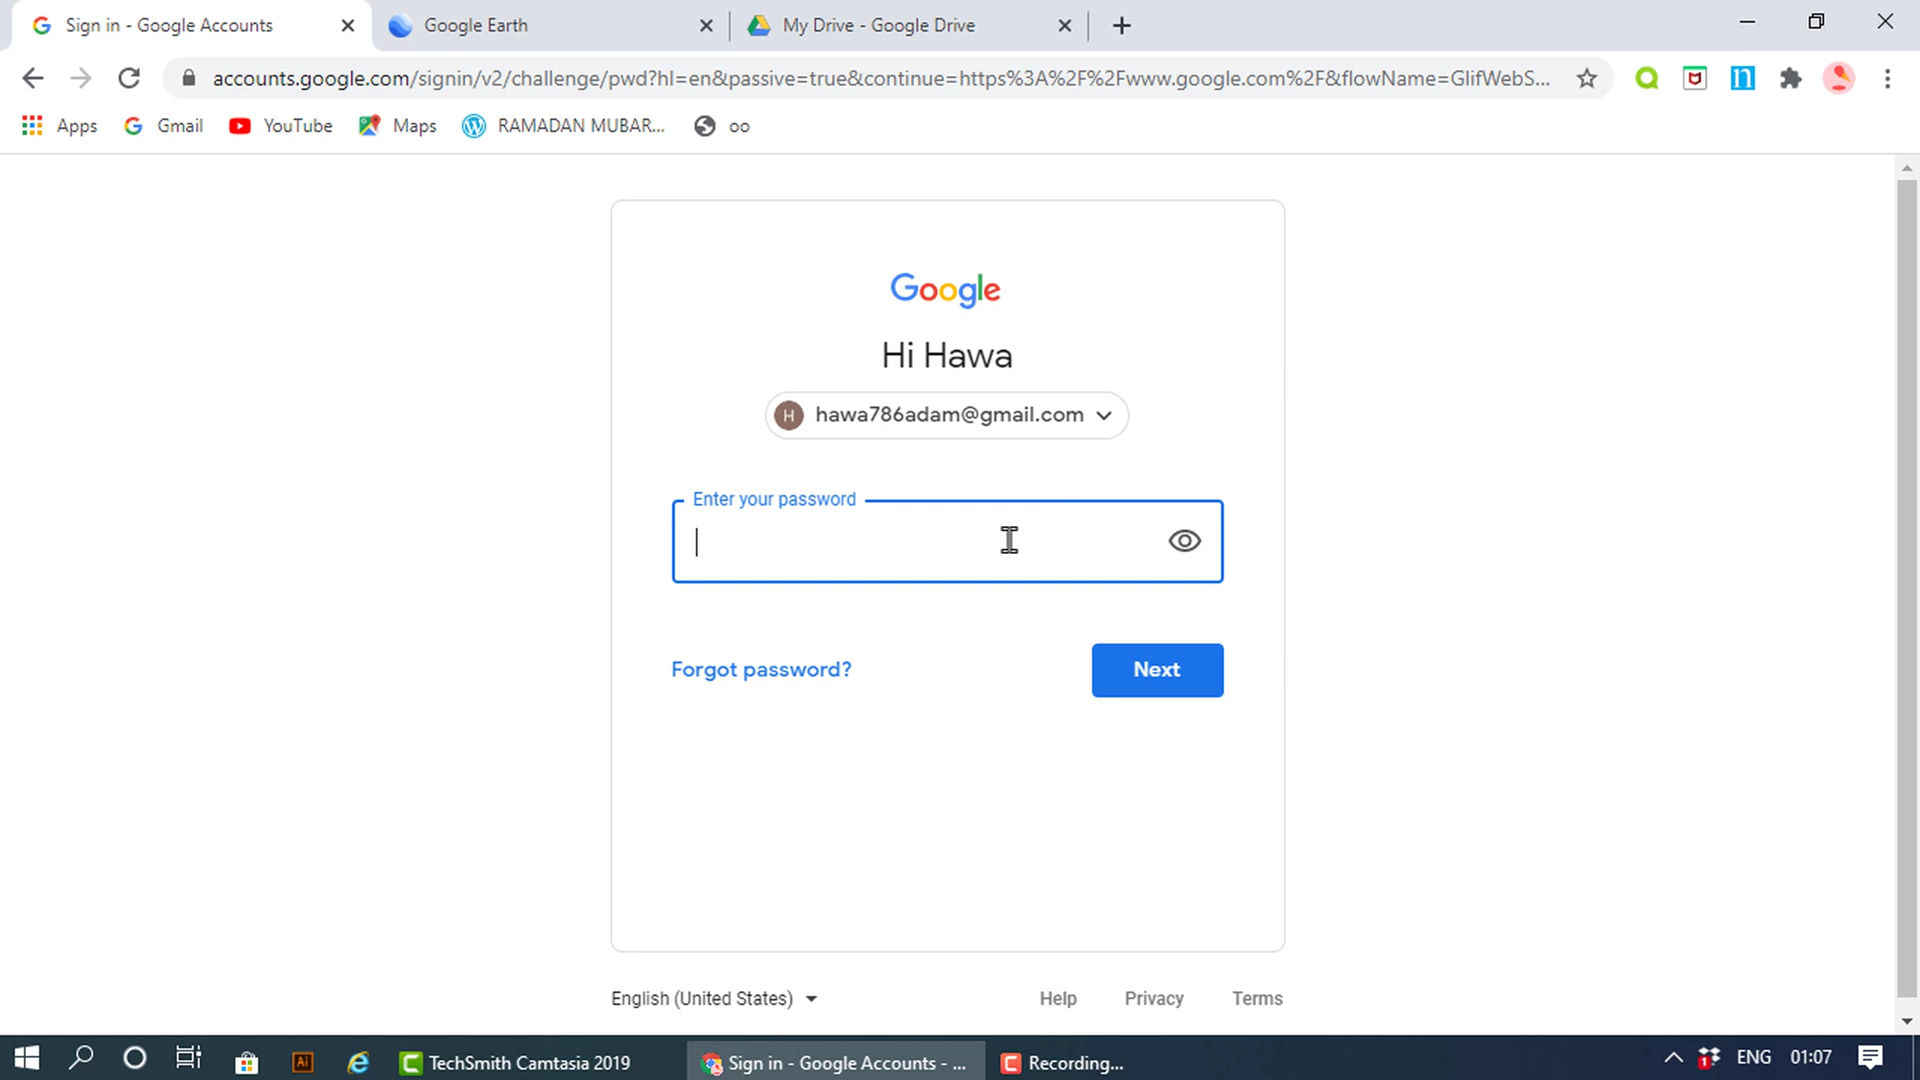 Sign in - Google Accounts
Google Earth
My Drive - Google Drive
accounts.google.com/signin/v2/challenge/pwd?hl=en&passive=true&continue=https%3A%2F%2Fwww.google.com%2F&flowName=GlifWebS...
Apps
Gmail
YouTube
Maps
RAMADAN MUBAR...
oo
Google
Hi Hawa
H hawa786adam@gmail.com
Enter your password
Forgot password?
Next
English (United States)
Help
Privacy
Terms
Ai
TechSmith Camtasia 2019
Sign in - Google Accounts - ...
Recording...
1
ENG
01:07